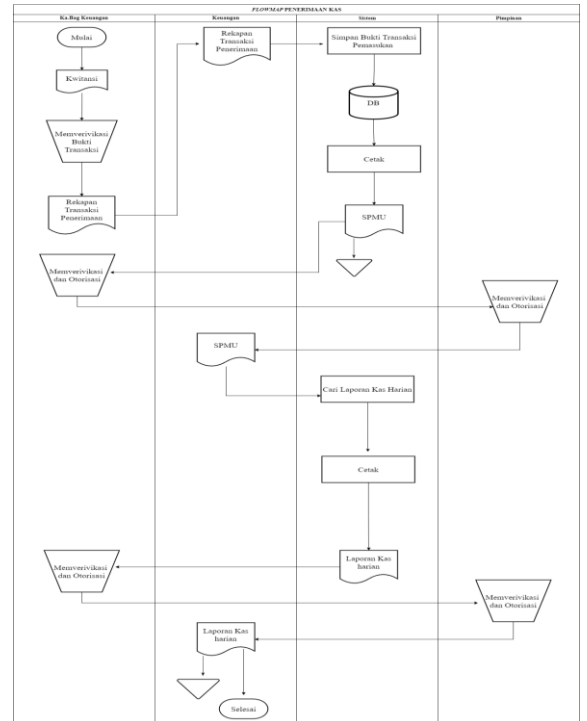 FLOWMAP PENERIMAAN KAS
Ka.Bag Keuangan
Keuangan
Sistem
Pimpinan
Mulai
Kwitansi
Memverivikasi
Bukti
Transaksi
Rekapan
Transaksi
Penerimaan
Rekapan
Transaksi
Penerimaan
Simpan Bukti Transaksi
Pemasukan
DB
Cetak
SPMU
Memverivikasi
dan Otorisasi
Memverivikasi
dan Otorisasi
SPMU
Cari Laporan Kas Harian
Cetak
Laporan Kas
harian
Memverivikasi
dan Otorisasi
Memverivikasi
dan Otorisasi
Laporan Kas
harian
Selesai